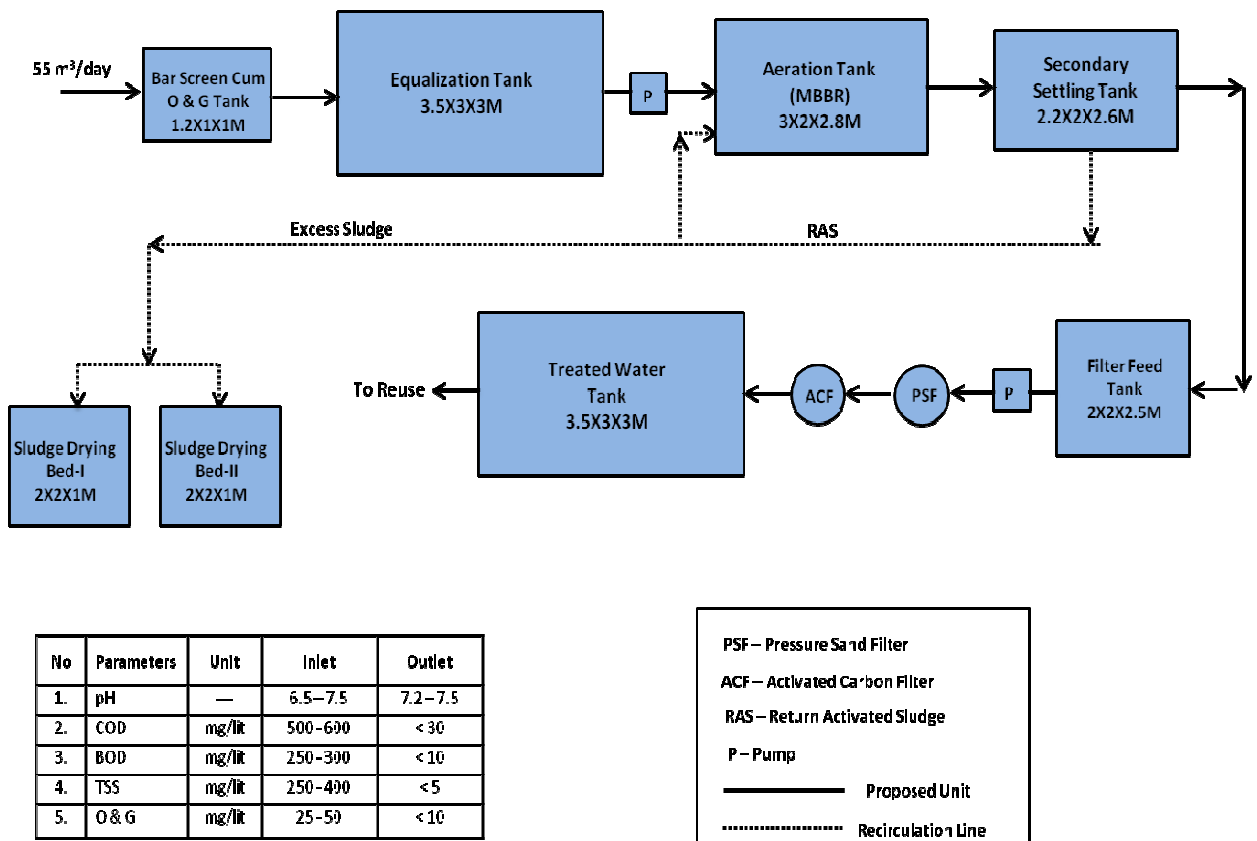 55 m³/day
Bar Screen Cum
O & G Tank
1.2X1X1M
Equalization Tank
3.5X3X3M
P
Aeration Tank
(MBBR)
3X2X2.8M
Secondary
Settling Tank
2.2X2X2.6M
Excess Sludge
RAS
Sludge Drying
Bed-I
2X2X1M
Sludge Drying
Bed-II
2X2X1M
To Reuse
Treated Water
Tank
3.5X3X3M
ACF
PSF
P
Filter Feed
Tank
2X2X2.5M
No Parameters Unit Inlet Outlet
1. pH — 6.5–7.5 7.2–7.5
2. COD mg/lit 500-600 < 30
3. BOD mg/lit 250-300 < 10
4. TSS mg/lit 250-400 < 5
5. O & G mg/lit 25-50 < 10
PSF – Pressure Sand Filter
ACF – Activated Carbon Filter
RAS – Return Activated Sludge
P – Pump
Proposed Unit
Recirculation Line